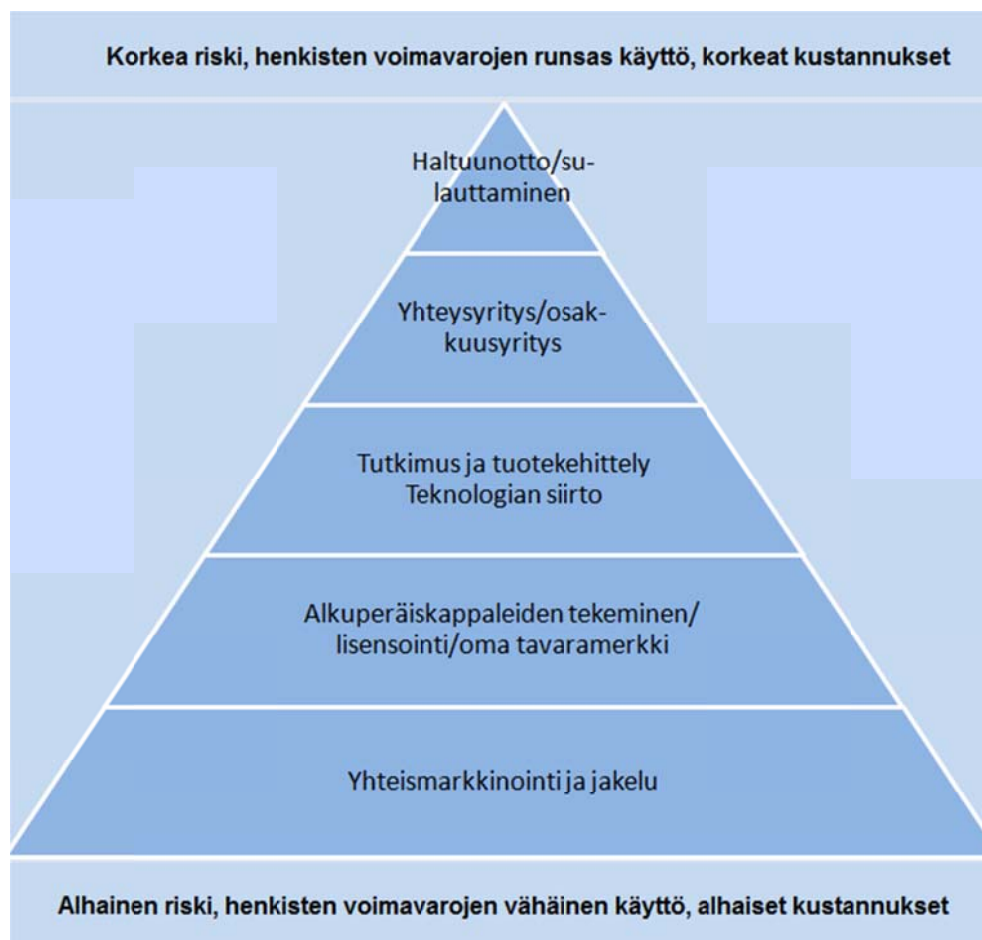 Korkea riski, henkisten voimavarojen runsas käyttö, korkeat kustannukset
Haltuunotto/su-
lauttaminen
Yhteysyritys/osak-
kuusyritys
Tutkimus ja tuotekehittely
Teknologian siirto
Alkuperäiskappaleiden tekeminen/
lisensointi/oma tavaramerkki
Yhteismarkkinointi ja jakelu
Alhainen riski, henkisten voimavarojen vähäinen käyttö, alhaiset kustannukset